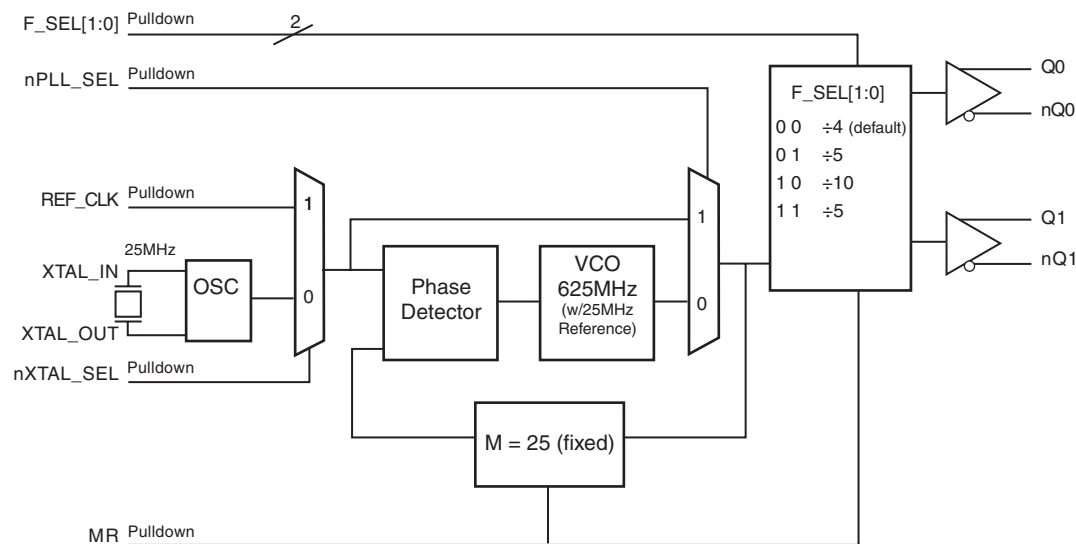 F_SEL[1:0] Pulldown
2
nPLL_SEL Pulldown
REF_CLK Pulldown
1
25MHz
XTAL_IN
OSC
0
XTAL_OUT
nXTAL_SEL Pulldown
Phase
Detector
VCO
625MHz
(w/25MHz
Reference)
1
0
M = 25 (fixed)
MR Pulldown
F_SEL[1:0]
0 0 ÷4 (default)
0 1 ÷5
1 0 ÷10
1 1 ÷5
Q0
nQ0
Q1
nQ1